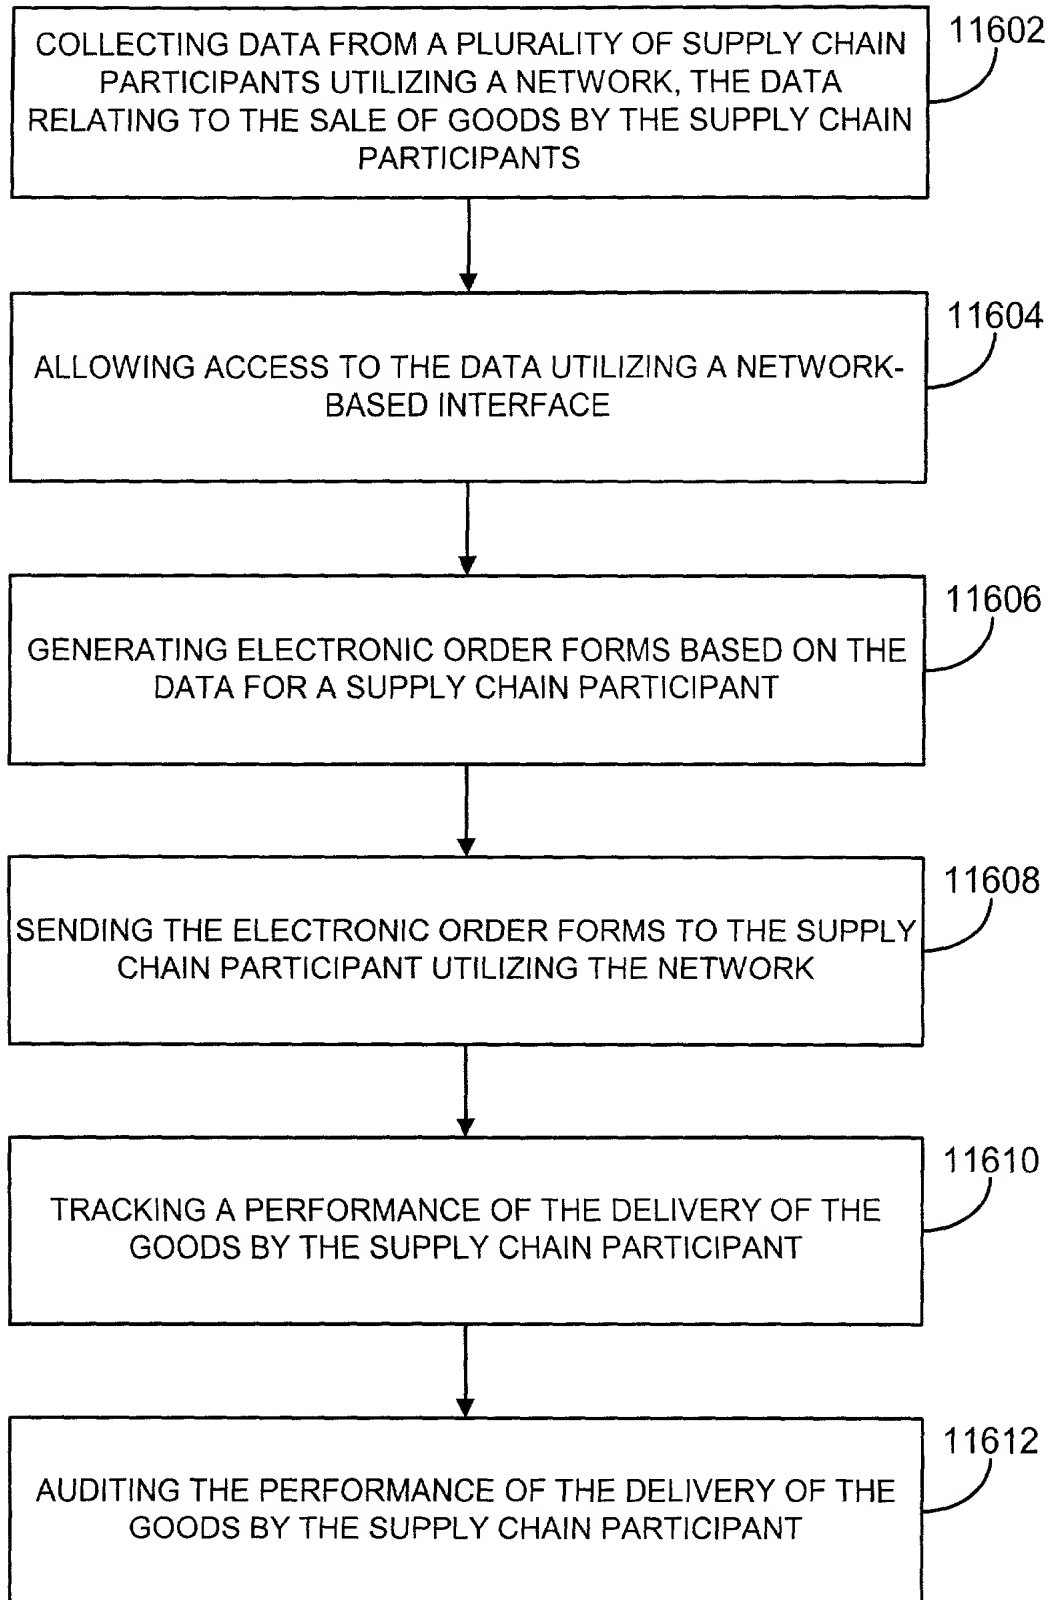 COLLECTING DATA FROM A PLURALITY OF SUPPLY CHAIN
PARTICIPANTS UTILIZING A NETWORK, THE DATA
RELATING TO THE SALE OF GOODS BY THE SUPPLY CHAIN
PARTICIPANTS
11602
ALLOWING ACCESS TO THE DATA UTILIZING A NETWORK-
BASED INTERFACE
11604
GENERATING ELECTRONIC ORDER FORMS BASED ON THE
DATA FOR A SUPPLY CHAIN PARTICIPANT
11606
SENDING THE ELECTRONIC ORDER FORMS TO THE SUPPLY
CHAIN PARTICIPANT UTILIZING THE NETWORK
11608
TRACKING A PERFORMANCE OF THE DELIVERY OF THE
GOODS BY THE SUPPLY CHAIN PARTICIPANT
11610
AUDITING THE PERFORMANCE OF THE DELIVERY OF THE
GOODS BY THE SUPPLY CHAIN PARTICIPANT
11612